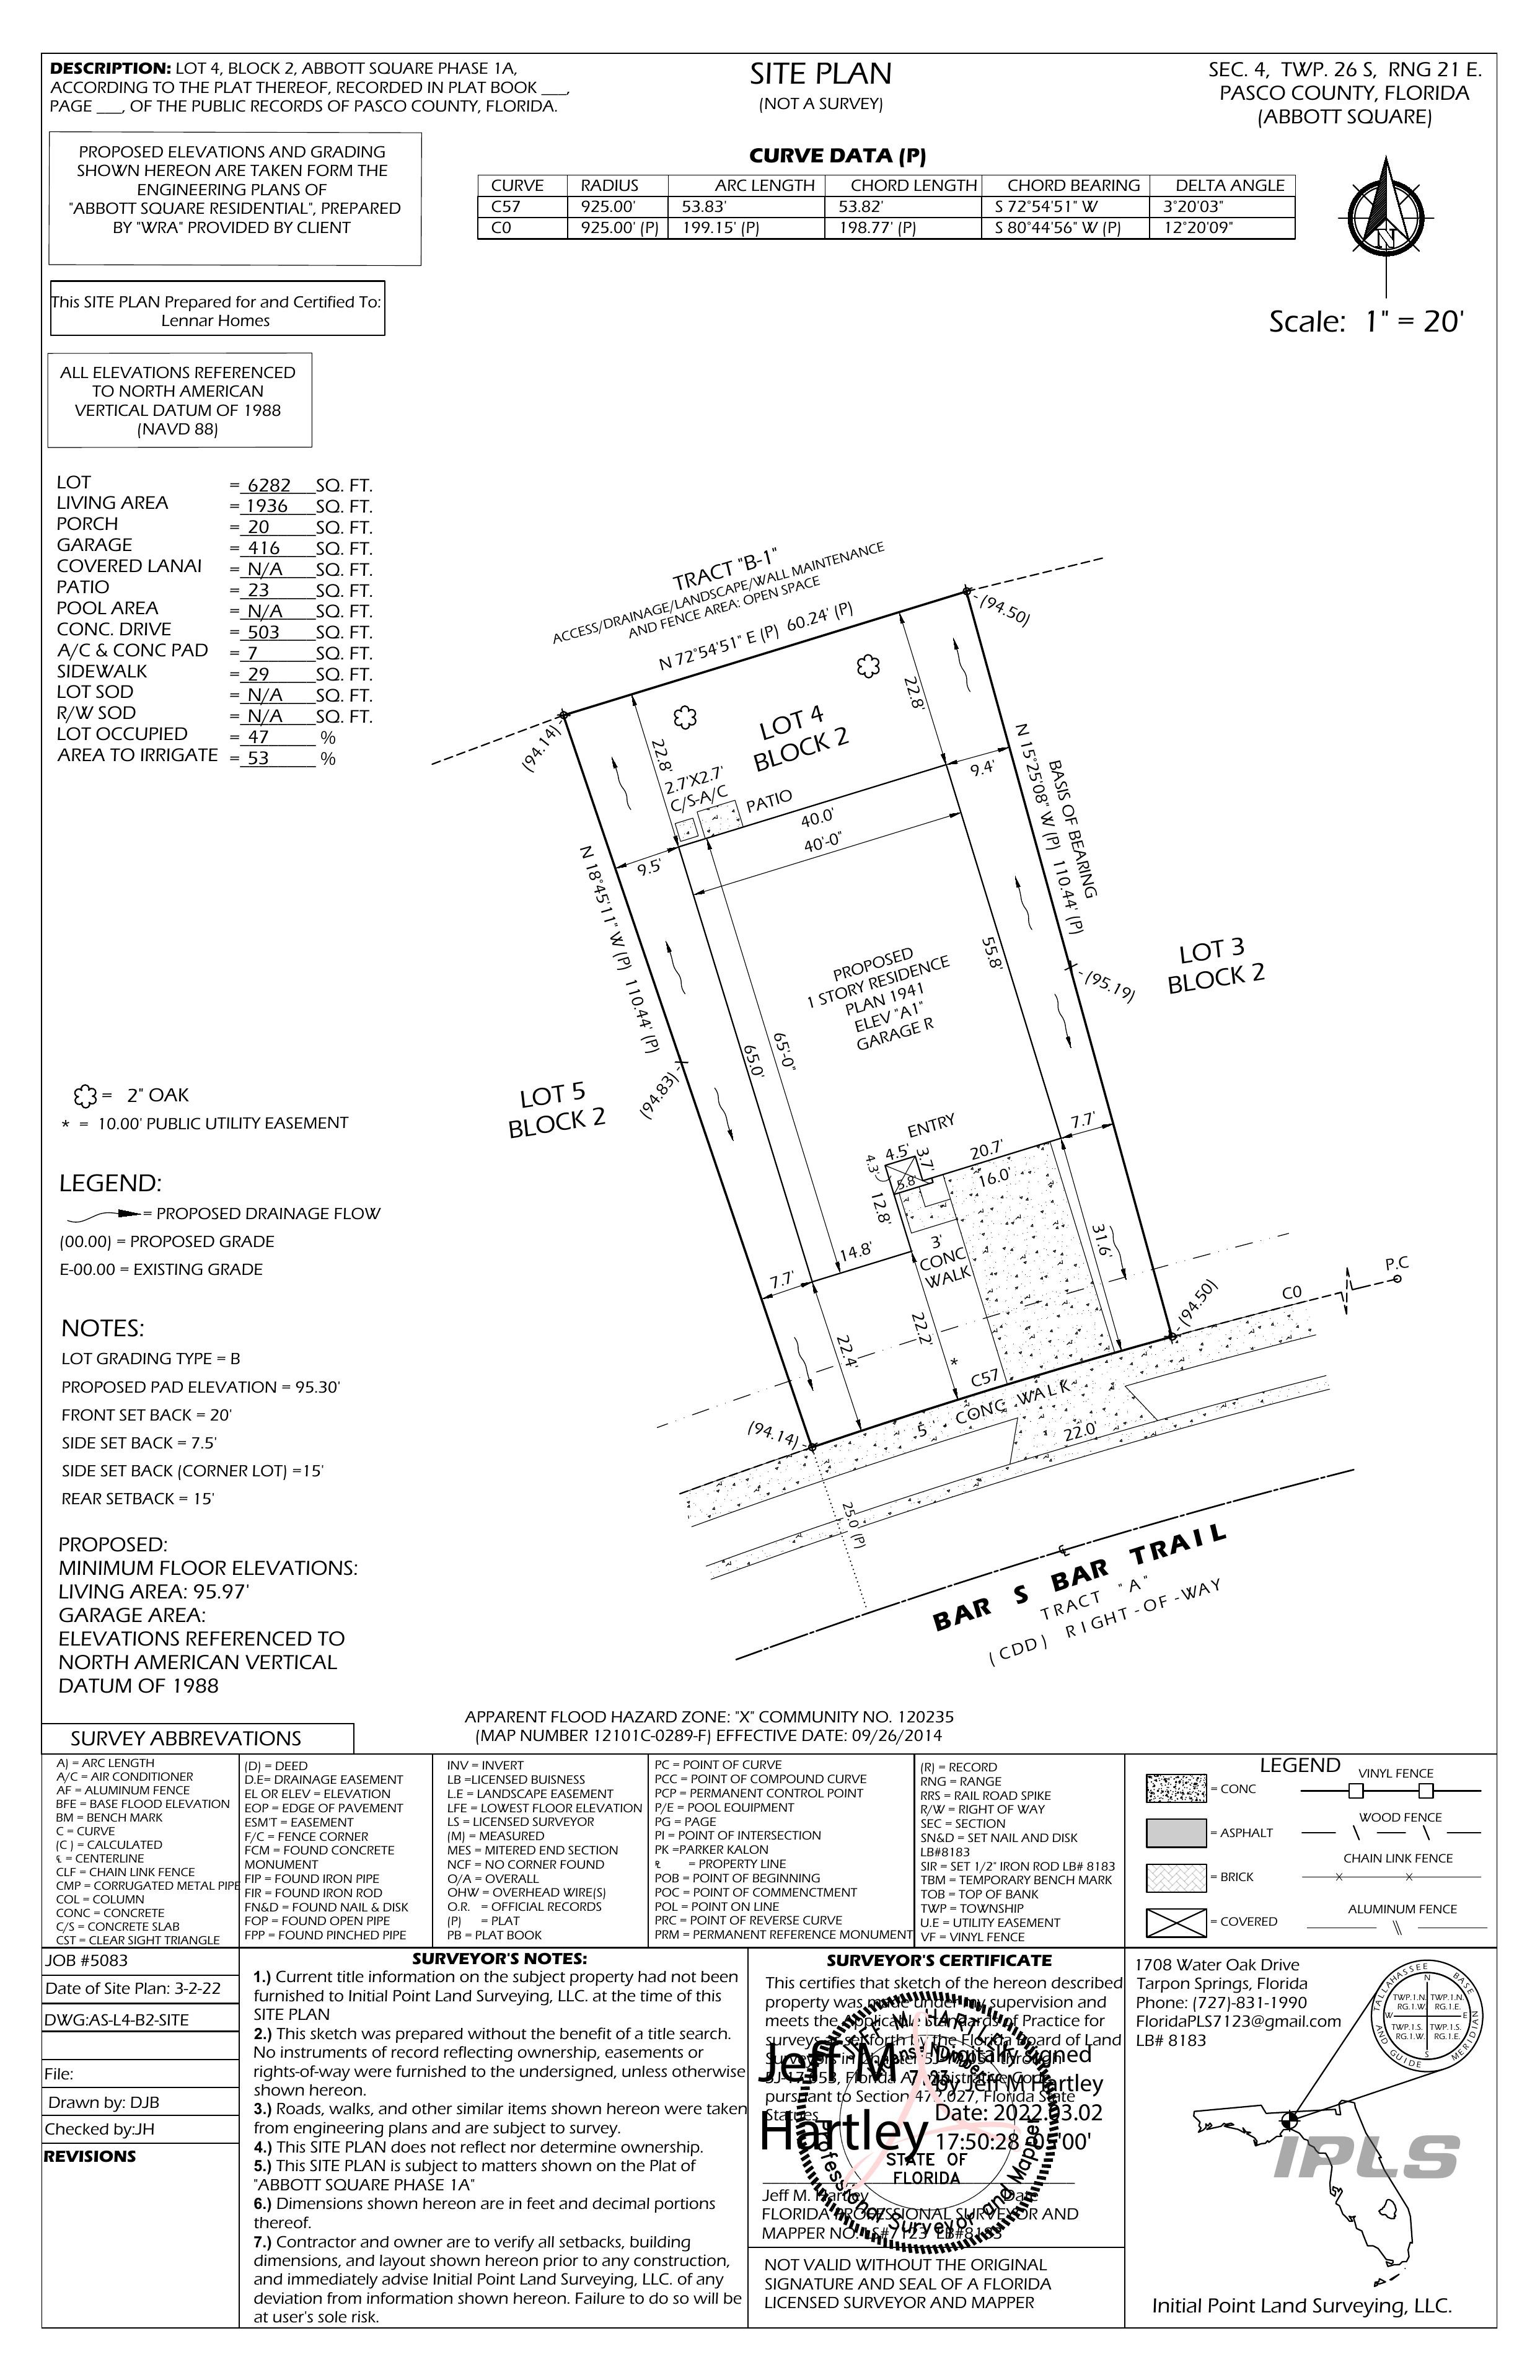 DESCRIPTION: LOT 4, BLOCK 2, ABBOTT SQUARE PHASE 1A,
ACCORDING TO THE PLAT THEREOF, RECORDED IN PLAT BOOK ___,
PAGE ___, OF THE PUBLIC RECORDS OF PASCO COUNTY, FLORIDA.
SITE PLAN
(NOT A SURVEY)
SEC. 4, TWP. 26 S, RNG 21 E.
PASCO COUNTY, FLORIDA
(ABBOTT SQUARE)
PROPOSED ELEVATIONS AND GRADING
SHOWN HEREON ARE TAKEN FORM THE
ENGINEERING PLANS OF
"ABBOTT SQUARE RESIDENTIAL", PREPARED
BY "WRA" PROVIDED BY CLIENT
CURVE DATA (P)
CURVE RADIUS ARC LENGTH CHORD LENGTH CHORD BEARING DELTA ANGLE
C57 925.00' 53.83' 53.82' S 72°54'51" W 3°20'03"
C0 925.00' (P) 199.15' (P) 198.77' (P) S 80°44'56" W (P) 12°20'09"
N
Scale: 1" = 20'
This SITE PLAN Prepared for and Certified To:
Lennar Homes
ALL ELEVATIONS REFERENCED
TO NORTH AMERICAN
VERTICAL DATUM OF 1988
(NAVD 88)
LOT = 6282 SQ. FT.
LIVING AREA = 1936 SQ. FT.
PORCH = 20 SQ. FT.
GARAGE = 416 SQ. FT.
COVERED LANAI = N/A SQ. FT.
PATIO = 23 SQ. FT.
POOL AREA = N/A SQ. FT.
CONC. DRIVE = 503 SQ. FT.
A/C & CONC PAD = 7 SQ. FT.
SIDEWALK = 29 SQ. FT.
LOT SOD = N/A SQ. FT.
R/W SOD = N/A SQ. FT.
LOT OCCUPIED = 47 %
AREA TO IRRIGATE = 53 %
TRACT "B-1"
ACCESS/DRAINAGE/LANDSCAPE/WALL MAINTENANCE
AND FENCE AREA: OPEN SPACE
N 72°54'51" E (P) 60.24' (P)
(94.50)
(94.14)
22.8'
22.8'
LOT 4
BLOCK 2
2.7'X2.7'
C/S-A/C
PATIO
40.0'
40'-0"
9.4'
9.5'
N 15°25'08" W (P) 110.44' (P)
BASIS OF BEARING
N 18°45'11" W (P) 110.44' (P)
PROPOSED
1 STORY RESIDENCE
PLAN 1941
ELEV "A1"
GARAGE R
55.8'
65.0'
65'-0"
LOT 3
BLOCK 2
(95.19)
LOT 5
BLOCK 2
(94.83)
ENTRY
4.5'
4.3'
3.7'
5.8'
20.7'
16.0'
7.7'
12.8'
14.8'
3'
CONC
WALK
31.6'
7.7'
22.4'
22.2'
*
C57
(94.50)
C0
P.C
(94.14)
5'
CONC WALK
22.0'
25.0'(P)
℄
BAR S BAR TRAIL
TRACT "A"
(CDD) RIGHT-OF-WAY
= 2" OAK
* = 10.00' PUBLIC UTILITY EASEMENT
LEGEND:
= PROPOSED DRAINAGE FLOW
(00.00) = PROPOSED GRADE
E-00.00 = EXISTING GRADE
NOTES:
LOT GRADING TYPE = B
PROPOSED PAD ELEVATION = 95.30'
FRONT SET BACK = 20'
SIDE SET BACK = 7.5'
SIDE SET BACK (CORNER LOT) =15'
REAR SETBACK = 15'
PROPOSED:
MINIMUM FLOOR ELEVATIONS:
LIVING AREA: 95.97'
GARAGE AREA:
ELEVATIONS REFERENCED TO
NORTH AMERICAN VERTICAL
DATUM OF 1988
APPARENT FLOOD HAZARD ZONE: "X" COMMUNITY NO. 120235
(MAP NUMBER 12101C-0289-F) EFFECTIVE DATE: 09/26/2014
SURVEY ABBREVATIONS
A) = ARC LENGTH
A/C = AIR CONDITIONER
AF = ALUMINUM FENCE
BFE = BASE FLOOD ELEVATION
BM = BENCH MARK
C = CURVE
(C ) = CALCULATED
℄ = CENTERLINE
CLF = CHAIN LINK FENCE
CMP = CORRUGATED METAL PIPE
COL = COLUMN
CONC = CONCRETE
C/S = CONCRETE SLAB
CST = CLEAR SIGHT TRIANGLE
(D) = DEED
D.E= DRAINAGE EASEMENT
EL OR ELEV = ELEVATION
EOP = EDGE OF PAVEMENT
ESM'T = EASEMENT
F/C = FENCE CORNER
FCM = FOUND CONCRETE
MONUMENT
FIP = FOUND IRON PIPE
FIR = FOUND IRON ROD
FN&D = FOUND NAIL & DISK
FOP = FOUND OPEN PIPE
FPP = FOUND PINCHED PIPE
INV = INVERT
LB =LICENSED BUISNESS
L.E = LANDSCAPE EASEMENT
LFE = LOWEST FLOOR ELEVATION
LS = LICENSED SURVEYOR
(M) = MEASURED
MES = MITERED END SECTION
NCF = NO CORNER FOUND
O/A = OVERALL
OHW = OVERHEAD WIRE(S)
O.R. = OFFICIAL RECORDS
(P) = PLAT
PB = PLAT BOOK
PC = POINT OF CURVE
PCC = POINT OF COMPOUND CURVE
PCP = PERMANENT CONTROL POINT
P/E = POOL EQUIPMENT
PG = PAGE
PI = POINT OF INTERSECTION
PK =PARKER KALON
= PROPERTY LINE
POB = POINT OF BEGINNING
POC = POINT OF COMMENCTMENT
POL = POINT ON LINE
PRC = POINT OF REVERSE CURVE
PRM = PERMANENT REFERENCE MONUMENT
(R) = RECORD
RNG = RANGE
RRS = RAIL ROAD SPIKE
R/W = RIGHT OF WAY
SEC = SECTION
SN&D = SET NAIL AND DISK
LB#8183
SIR = SET 1/2" IRON ROD LB# 8183
TBM = TEMPORARY BENCH MARK
TOB = TOP OF BANK
TWP = TOWNSHIP
U.E = UTILITY EASEMENT
VF = VINYL FENCE
LEGEND
= CONC
= ASPHALT
= BRICK
= COVERED
VINYL FENCE
WOOD FENCE
CHAIN LINK FENCE
ALUMINUM FENCE
JOB #5083
Date of Site Plan: 3-2-22
DWG:AS-L4-B2-SITE
File:
Drawn by: DJB
Checked by:JH
REVISIONS
SURVEYOR'S NOTES:
1.) Current title information on the subject property had not been
furnished to Initial Point Land Surveying, LLC. at the time of this
SITE PLAN
2.) This sketch was prepared without the benefit of a title search.
No instruments of record reflecting ownership, easements or
rights-of-way were furnished to the undersigned, unless otherwise
shown hereon.
3.) Roads, walks, and other similar items shown hereon were taken
from engineering plans and are subject to survey.
4.) This SITE PLAN does not reflect nor determine ownership.
5.) This SITE PLAN is subject to matters shown on the Plat of
"ABBOTT SQUARE PHASE 1A"
6.) Dimensions shown hereon are in feet and decimal portions
thereof.
7.) Contractor and owner are to verify all setbacks, building
dimensions, and layout shown hereon prior to any construction,
and immediately advise Initial Point Land Surveying, LLC. of any
deviation from information shown hereon. Failure to do so will be
at user's sole risk.
SURVEYOR'S CERTIFICATE
This certifies that sketch of the hereon described
property was made under my supervision and
meets the applicable Standards of Practice for
surveys as setforth by the Florida Board of Land
Surveyors in Chapter through
Florida Administrative Code,
pursuant to Section 472.027, Florida State
Statues.
Jeff M
Hartley
Digitally signed
by Jeff M Hartley
Date: 2022.03.02
17:50:28 -05'00'
STATE OF
FLORIDA
Professional Surveyor and Mapper
Jeff M. Hartley Date
FLORIDA PROFESSIONAL SURVEYOR AND
MAPPER NO. LS#7123 LB#8183
NOT VALID WITHOUT THE ORIGINAL
SIGNATURE AND SEAL OF A FLORIDA
LICENSED SURVEYOR AND MAPPER
1708 Water Oak Drive
Tarpon Springs, Florida
Phone: (727)-831-1990
FloridaPLS7123@gmail.com
LB# 8183
TALLAHASSEE BASE
AND GUIDE MERIDIAN
N
W E
S
TWP.1.N. TWP.1.N.
RG.1.W. RG.1.E.
TWP.1.S. TWP.1.S.
RG.1.W. RG.1.E.
IPLS
Initial Point Land Surveying, LLC.